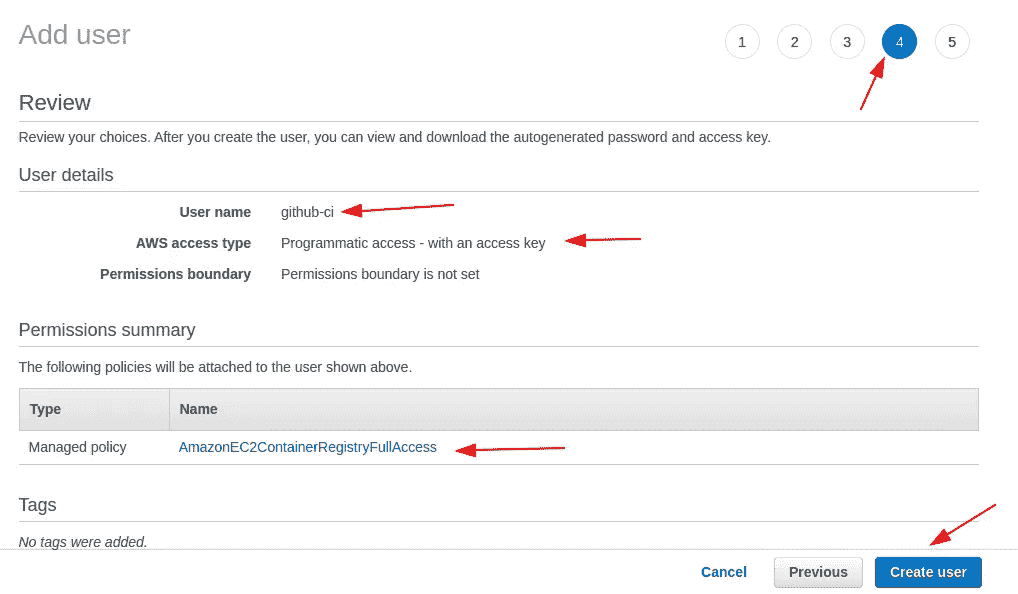 Add user
1 2 3 4 5
Review
Review your choices. After you create the user, you can view and download the autogenerated password and access key.
User details
User name github-ci
AWS access type Programmatic access - with an access key
Permissions boundary Permissions boundary is not set
Permissions summary
The following policies will be attached to the user shown above.
Type Name
Managed policy AmazonEC2ContainerRegistryFullAccess
Tags
No tags were added.
Cancel Previous Create user